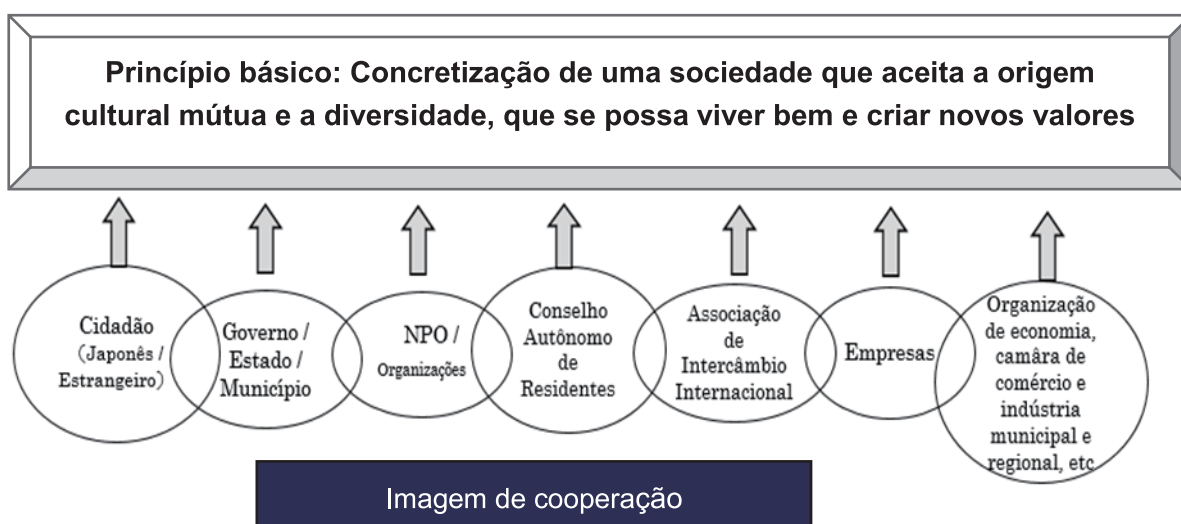 Princípio básico: Concretização de uma sociedade que aceita a origem
cultural mútua e a diversidade, que se possa viver bem e criar novos valores
Cidadão
(Japonês /
Estrangeiro)
Governo /
Estado /
Município
NPO /
Organizações
Conselho
Autônomo
de
Residentes
Associação
de
Intercâmbio
Internacional
Empresas
Organização
de economia,
camâra de
comércio e
indústria
municipal e
regional, etc
Imagem de cooperação